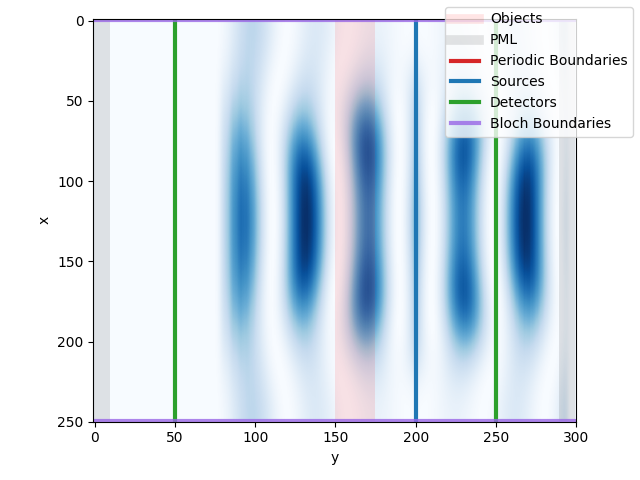 Objects
PML
Periodic Boundaries
Sources
Detectors
Bloch Boundaries
0
50
100
150
200
250
x
0
50
100
150
200
250
300
y